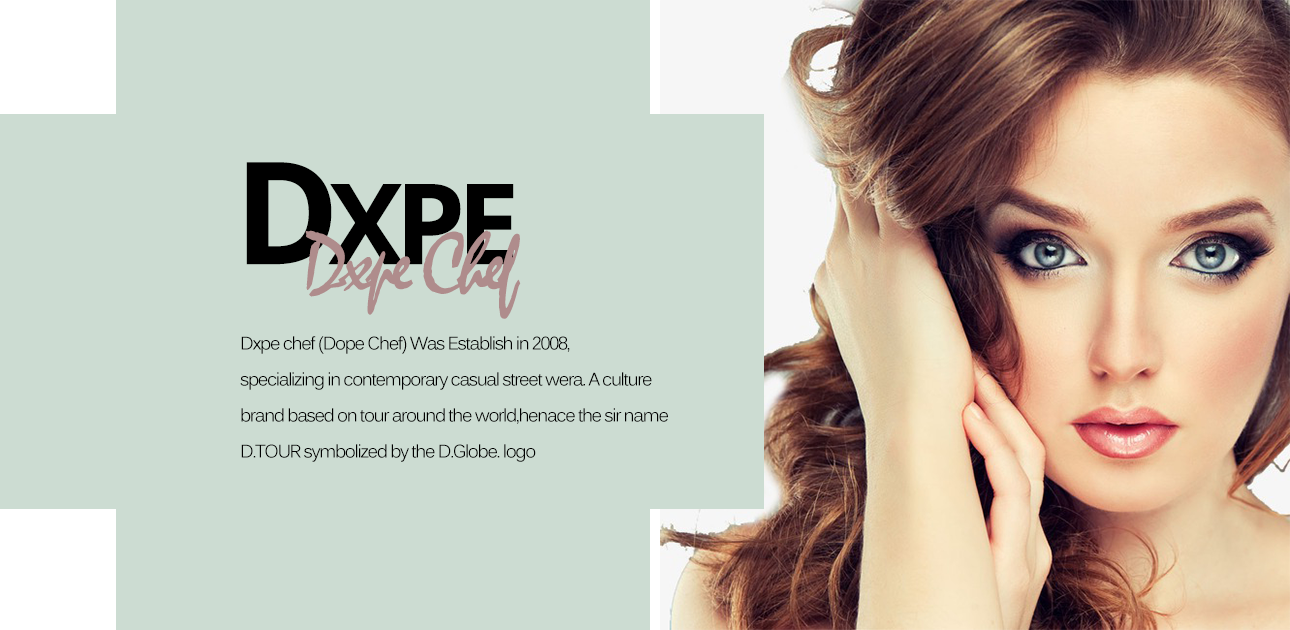 DXPE
Dxpe Chef
Dxpe chef (Dope Chef) Was Establish in 2008,
specializing in contemporary casual street wera. A culture
brand based on tour around the world,henace the sir name
D.TOUR symbolized by the D.Globe. logo